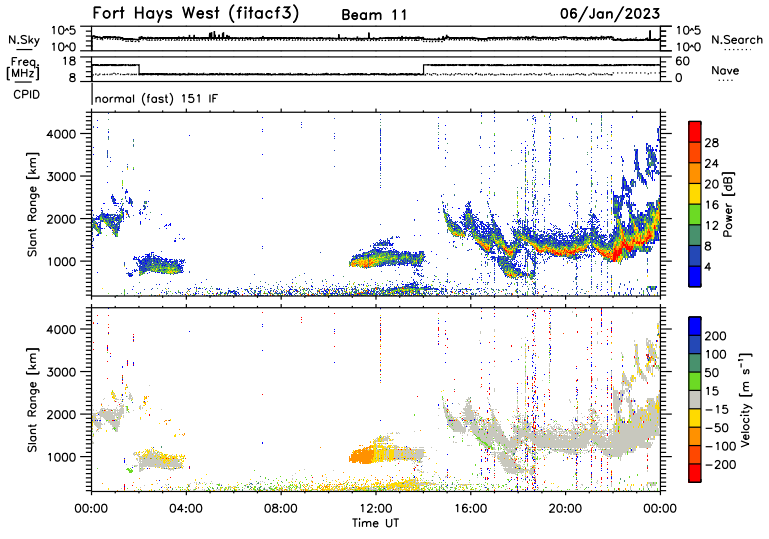 Fort Hays West (fitacf3) Beam 11 06/Jan/2023
N.Sky 10^5 10^0 10^5 10^0 N.Search
Freq. [MHz] 18 8 60 0 Nave
CPID normal (fast) 151 IF
Slant Range [km] 4000 3000 2000 1000
Power [dB] 28 24 20 16 12 8 4
Slant Range [km] 4000 3000 2000 1000
Velocity [m s⁻¹] 200 100 50 15 −15 −50 −100 −200
00:00 04:00 08:00 12:00 16:00 20:00 00:00
Time UT